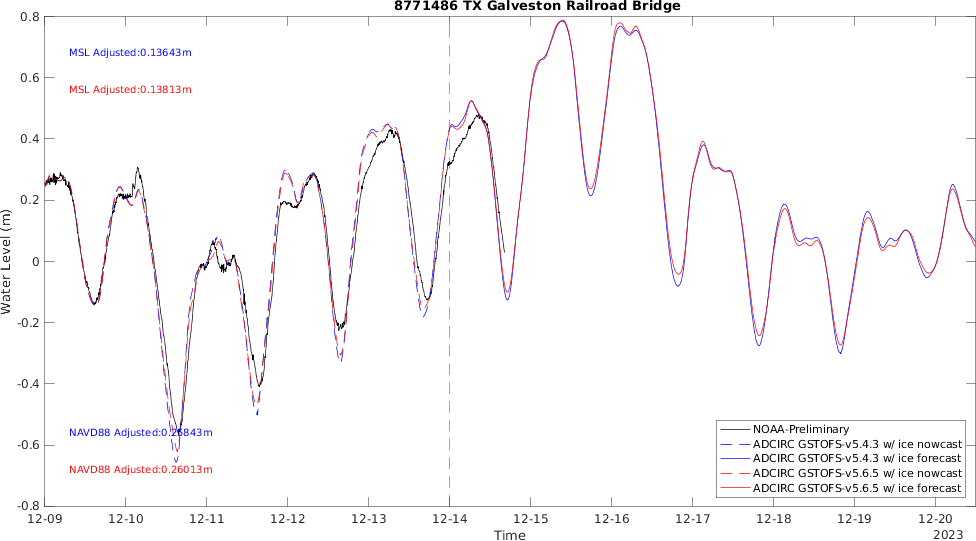 8771486 TX Galveston Railroad Bridge
0.8
0.6
0.4
0.2
0
-0.2
-0.4
-0.6
-0.8
Water Level (m)
MSL Adjusted:0.13643m
MSL Adjusted:0.13813m
NAVD88 Adjusted:0.25843m
NAVD88 Adjusted:0.26013m
NOAA-Preliminary
ADCIRC GSTOFS-v5.4.3 w/ ice nowcast
ADCIRC GSTOFS-v5.4.3 w/ ice forecast
ADCIRC GSTOFS-v5.6.5 w/ ice nowcast
ADCIRC GSTOFS-v5.6.5 w/ ice forecast
12-09 12-10 12-11 12-12 12-13 12-14 12-15 12-16 12-17 12-18 12-19 12-20
Time
2023